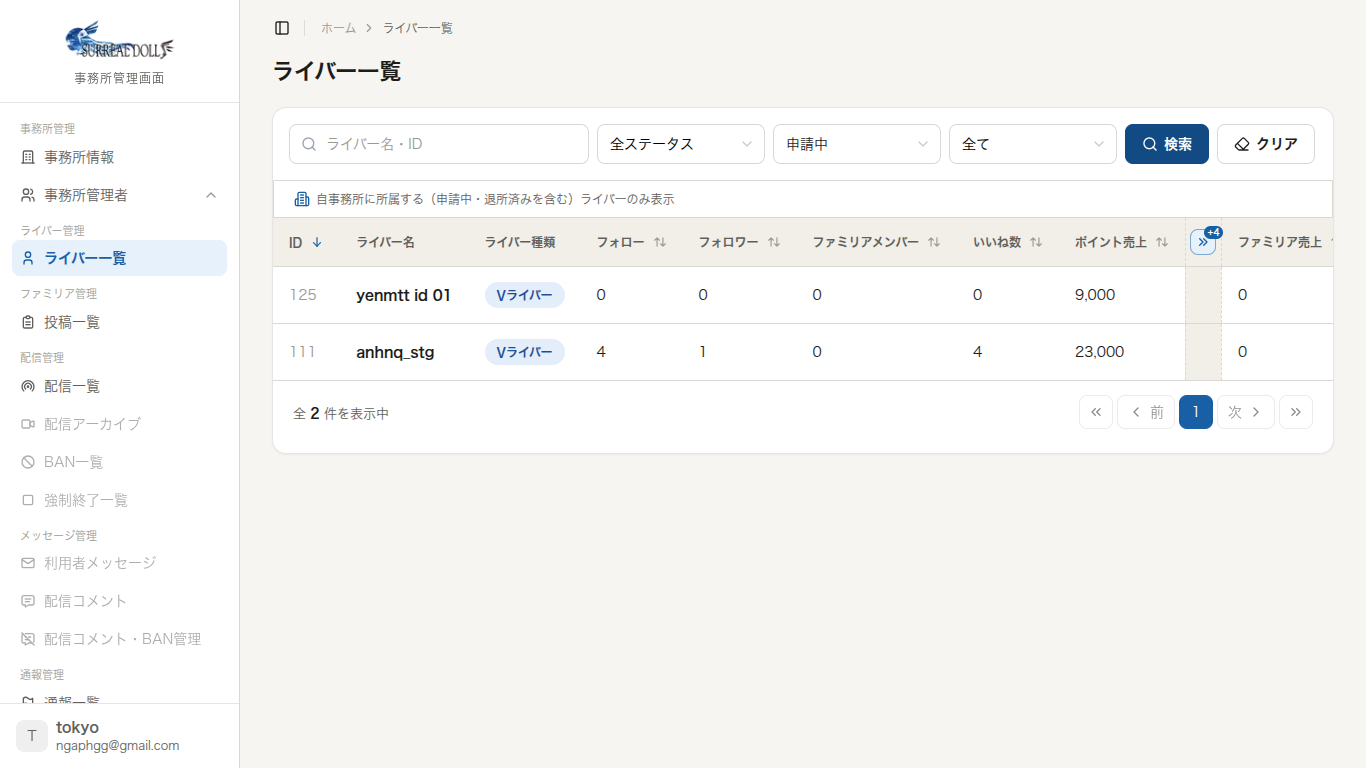 SURREAL DOLL
事務所管理画面
事務所管理
事務所情報
事務所管理者
ライバー管理
ライバー一覧
ファミリア管理
投稿一覧
配信管理
配信一覧
配信アーカイブ
BAN一覧
強制終了一覧
メッセージ管理
利用者メッセージ
配信コメント
配信コメント・BAN管理
通報管理
通報一覧
T
tokyo
ngaphgg@gmail.com
ホーム ライバー一覧
ライバー一覧
ライバー名・ID 全ステータス 申請中 全て 検索 クリア
自事務所に所属する（申請中・退所済みを含む）ライバーのみ表示
ID ライバー名 ライバー種類 フォロー フォロワー ファミリアメンバー いいね数 ポイント売上 +4 ファミリア売上
125 yenmtt id 01 Vライバー 0 0 0 0 9,000 0
111 anhnq_stg Vライバー 4 1 0 4 23,000 0
全 2 件を表示中
前 1 次